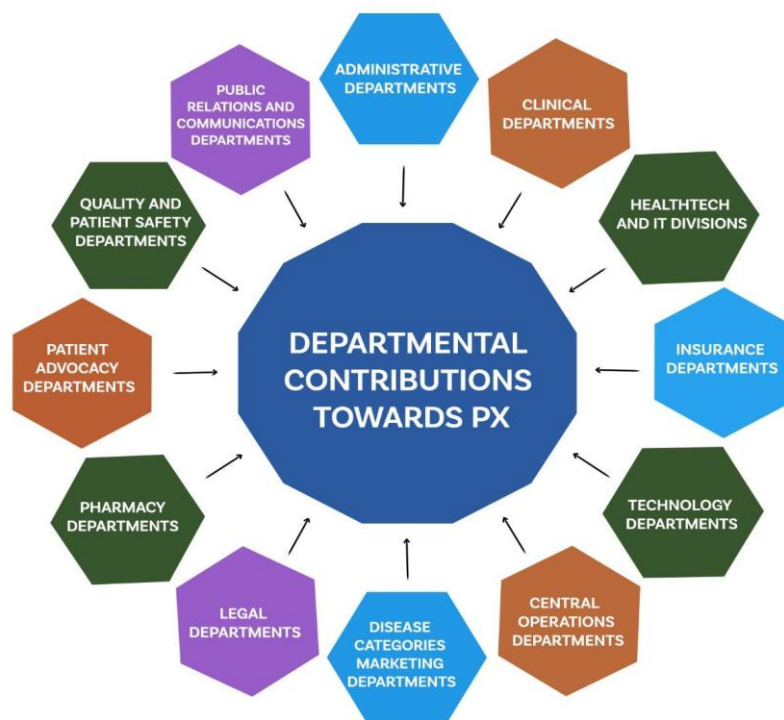 ADMINISTRATIVE
DEPARTMENTS
CLINICAL
DEPARTMENTS
HEALTHTECH
AND IT DIVISIONS
INSURANCE
DEPARTMENTS
TECHNOLOGY
DEPARTMENTS
CENTRAL
OPERATIONS
DEPARTMENTS
DISEASE
CATEGORIES
MARKETING
DEPARTMENTS
LEGAL
DEPARTMENTS
PHARMACY
DEPARTMENTS
PATIENT
ADVOCACY
DEPARTMENTS
QUALITY AND
PATIENT SAFETY
DEPARTMENTS
PUBLIC
RELATIONS AND
COMMUNICATIONS
DEPARTMENTS
DEPARTMENTAL
CONTRIBUTIONS
TOWARDS PX